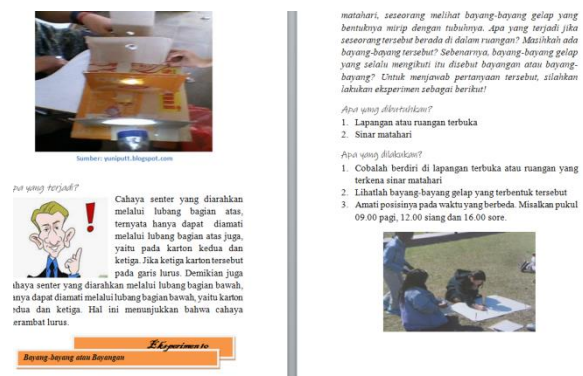 Sumber: yuniputt.blogspot.com
pa yang terjadi?
Cahaya senter yang diarahkan
melalui lubang bagian atas,
ternyata hanya dapat diamati
melalui lubang bagian atas juga,
yaitu pada karton kedua dan
ketiga. Jika ketiga karton tersebut
pada garis lurus. Demikian juga
ahaya senter yang diarahkan melalui lubang bagian bawah,
anya dapat diamati melalui lubang bagian bawah, yaitu karton
edua dan ketiga. Hal ini menunjukkan bahwa cahaya
erambat lurus.
Eksperimen 10
Bayang-bayang atau Bayangan
matahari, seseorang melihat bayang-bayang gelap yang
bentuknya mirip dengan tubuhnya. Apa yang terjadi jika
seseorang tersebut berada di dalam ruangan? Masihkah ada
bayang-bayang tersebut? Sebenarnya, bayang-bayang gelap
yang selalu mengikuti itu disebut bayangan atau bayang-
bayang? Untuk menjawab pertanyaan tersebut, silahkan
lakukan eksperimen sebagai berikut!
Apa yang dibutuhkan?
1. Lapangan atau ruangan terbuka
2. Sinar matahari
Apa yang dilakukan?
1. Cobalah berdiri di lapangan terbuka atau ruangan yang
terkena sinar matahari
2. Lihatlah bayang-bayang gelap yang terbentuk tersebut
3. Amati posisinya pada waktu yang berbeda. Misalkan pukul
09.00 pagi, 12.00 siang dan 16.00 sore.